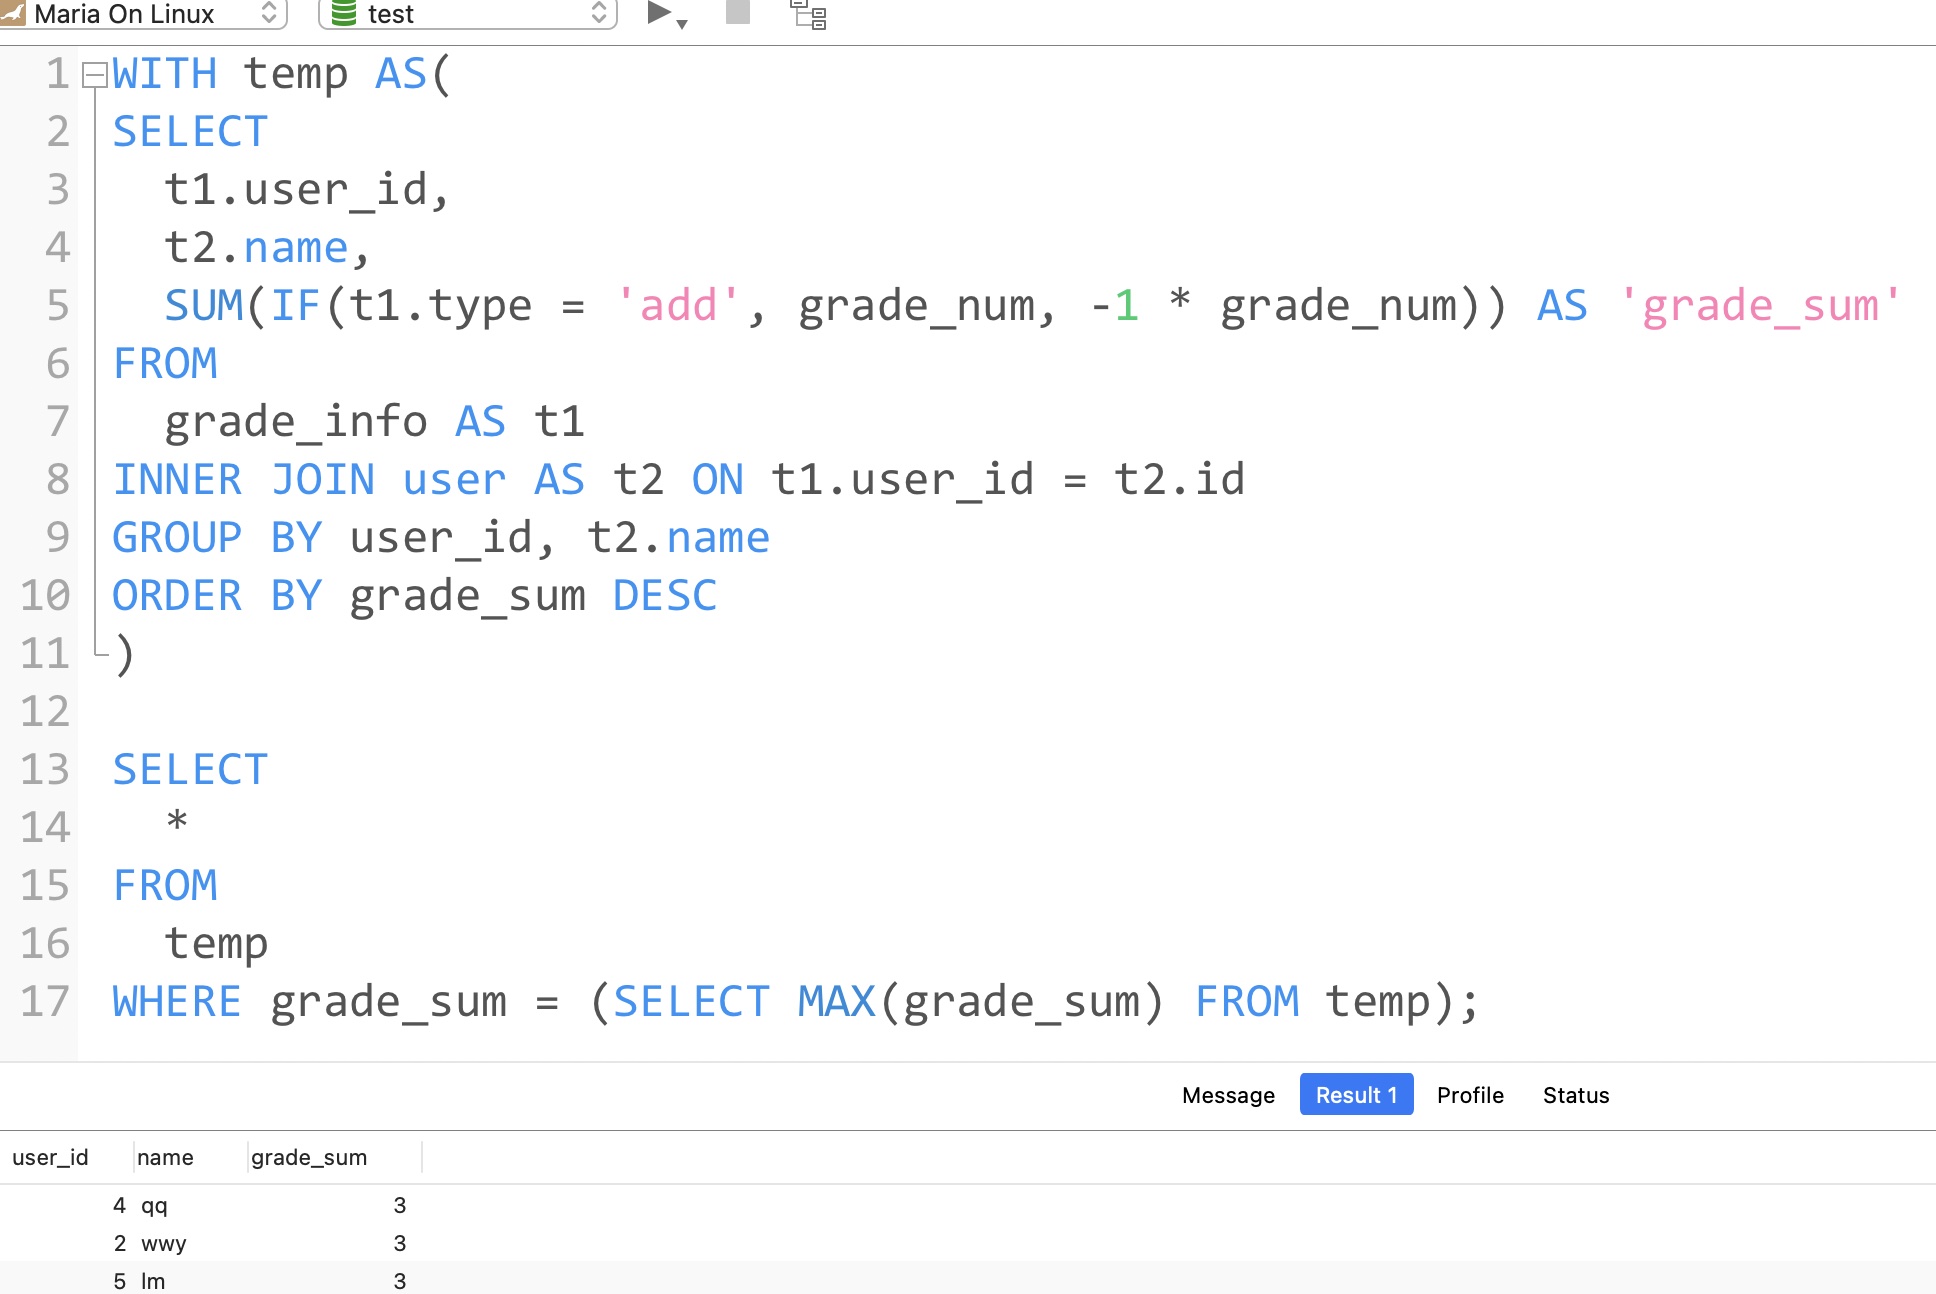 Maria On Linux test
1 WITH temp AS(
2 SELECT
3 t1.user_id,
4 t2.name,
5 SUM(IF(t1.type = 'add', grade_num, -1 * grade_num)) AS 'grade_sum'
6 FROM
7 grade_info AS t1
8 INNER JOIN user AS t2 ON t1.user_id = t2.id
9 GROUP BY user_id, t2.name
10 ORDER BY grade_sum DESC
11 )
12
13 SELECT
14 *
15 FROM
16 temp
17 WHERE grade_sum = (SELECT MAX(grade_sum) FROM temp);
Message Result 1 Profile Status
user_id name grade_sum
4 qq 3
2 wwy 3
5 lm 3